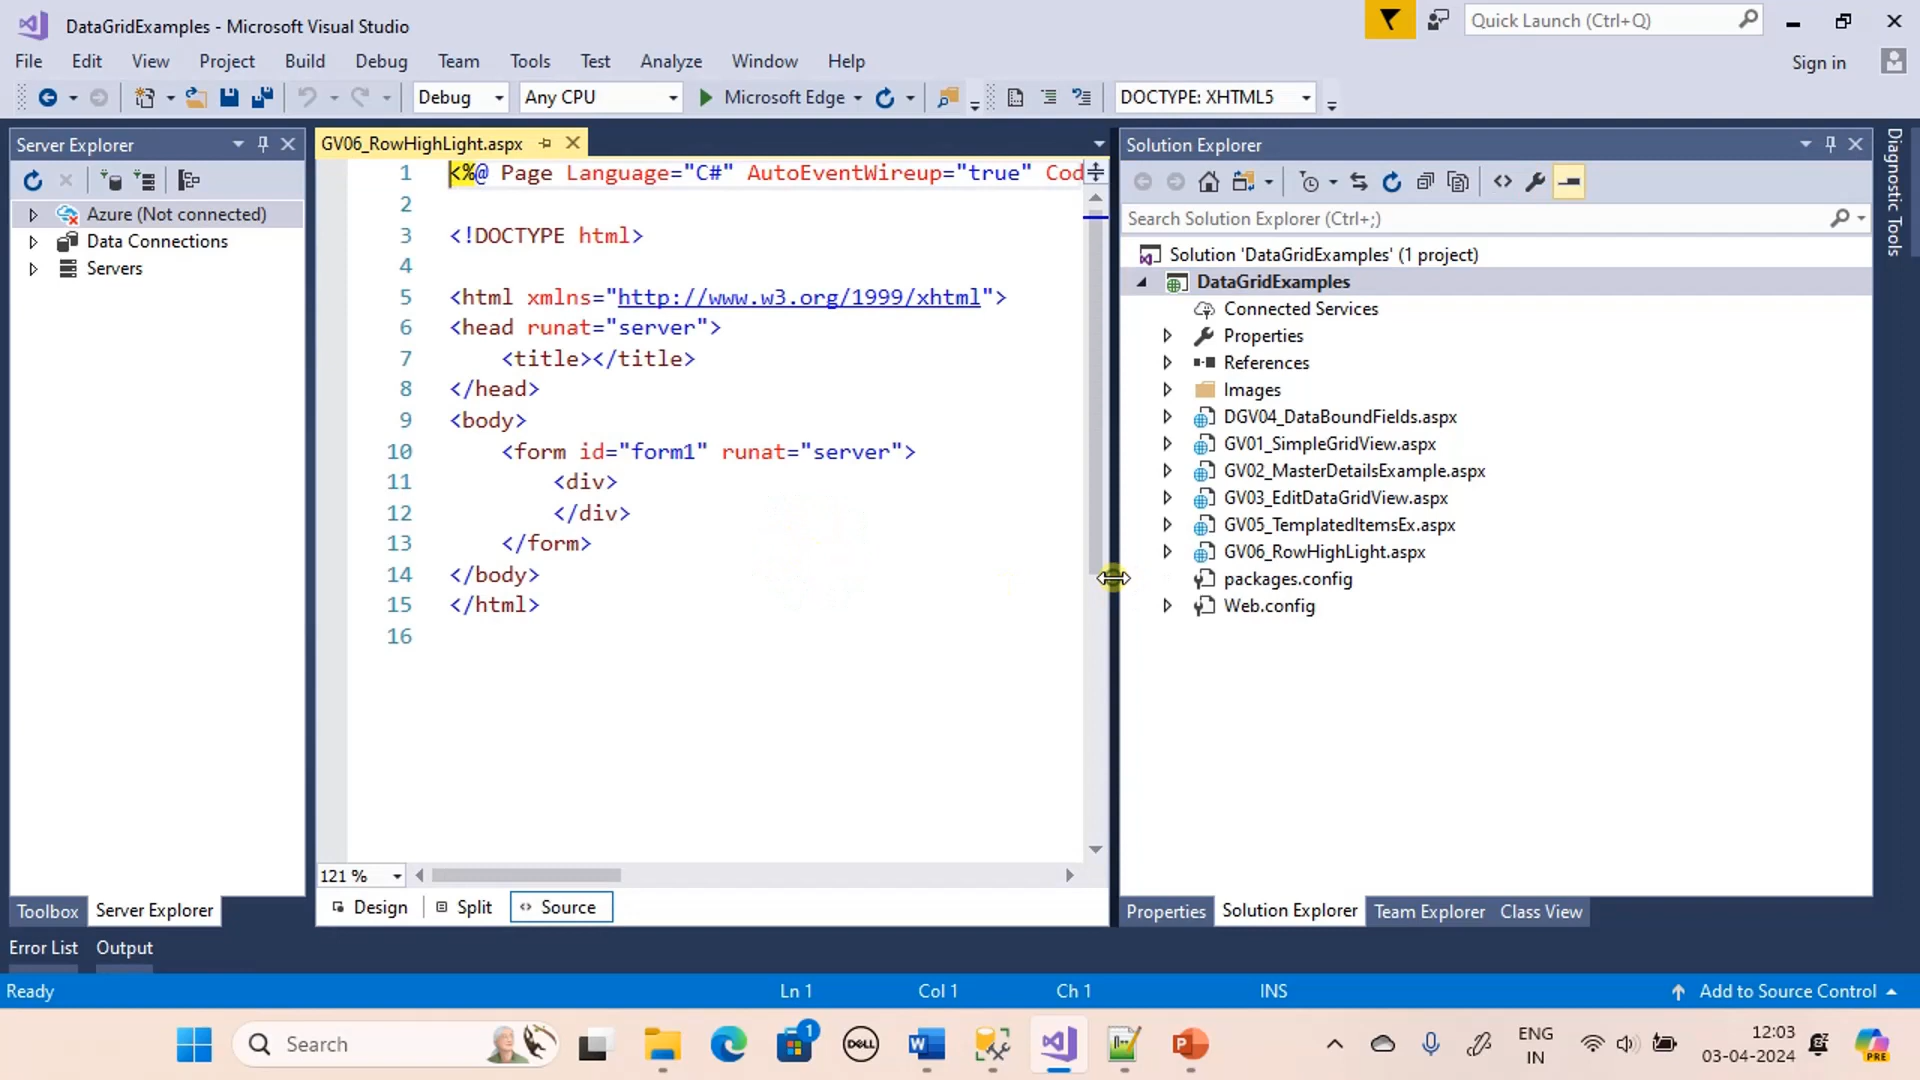 DataGridExamples - Microsoft Visual Studio
Quick Launch (Ctrl+Q)
File Edit View Project Build Debug Team Tools Test Analyze Window Help
Sign in
Debug Any CPU Microsoft Edge DOCTYPE: XHTML5
Server Explorer
Azure (Not connected)
Data Connections
Servers
Toolbox Server Explorer
GV06_RowHighLight.aspx
1 <%@ Page Language="C#" AutoEventWireup="true" Cod
2
3 <!DOCTYPE html>
4
5 <html xmlns="http://www.w3.org/1999/xhtml">
6 <head runat="server">
7 <title></title>
8 </head>
9 <body>
10 <form id="form1" runat="server">
11 <div>
12 </div>
13 </form>
14 </body>
15 </html>
16
121 %
Design Split Source
Solution Explorer
Search Solution Explorer (Ctrl+;)
Solution 'DataGridExamples' (1 project)
DataGridExamples
Connected Services
Properties
References
Images
DGV04_DataBoundFields.aspx
GV01_SimpleGridView.aspx
GV02_MasterDetailsExample.aspx
GV03_EditDataGridView.aspx
GV05_TemplatedItemsEx.aspx
GV06_RowHighLight.aspx
packages.config
Web.config
Properties Solution Explorer Team Explorer Class View
Diagnostic Tools
Error List Output
Ready Ln 1 Col 1 Ch 1 INS Add to Source Control
Search
1
DELL
ENG
IN
12:03
03-04-2024
PRE